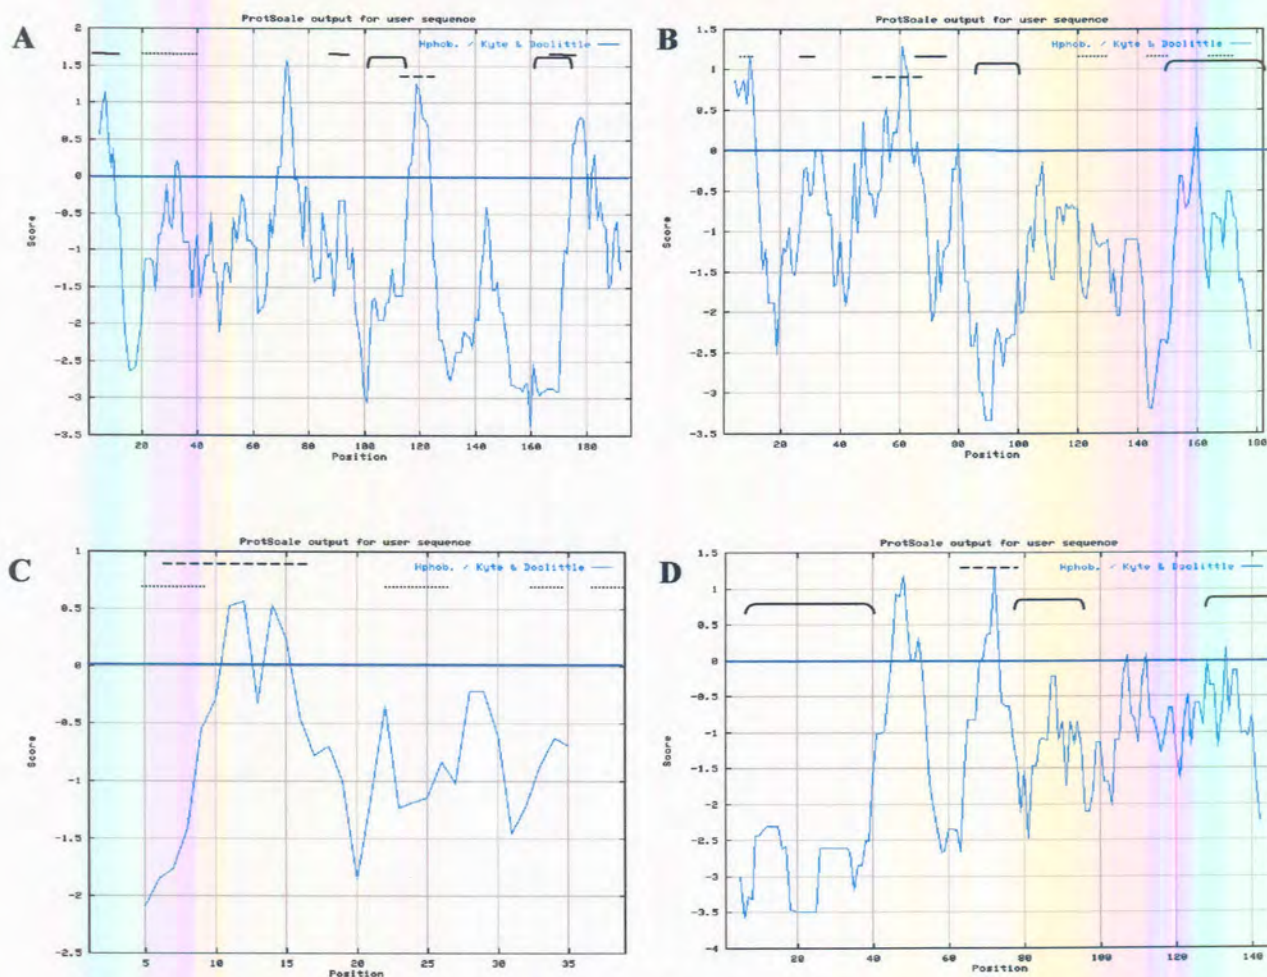 A
ProtScale output for user sequence
Hphob. / Kyte & Doolittle
2
1.5
1
0.5
0
-0.5
-1
-1.5
-2
-2.5
-3
-3.5
Score
20 40 60 80 100 120 140 160 180
Position
B
ProtScale output for user sequence
Hphob. / Kyte & Doolittle
1.5
1
0.5
0
-0.5
-1
-1.5
-2
-2.5
-3
-3.5
Score
20 40 60 80 100 120 140 160 180
Position
C
ProtScale output for user sequence
Hphob. / Kyte & Doolittle
1
0.5
0
-0.5
-1
-1.5
-2
-2.5
Score
5 10 15 20 25 30 35
Position
D
ProtScale output for user sequence
Hphob. / Kyte & Doolittle
1.5
1
0.5
0
-0.5
-1
-1.5
-2
-2.5
-3
-3.5
-4
Score
20 40 60 80 100 120 140
Position